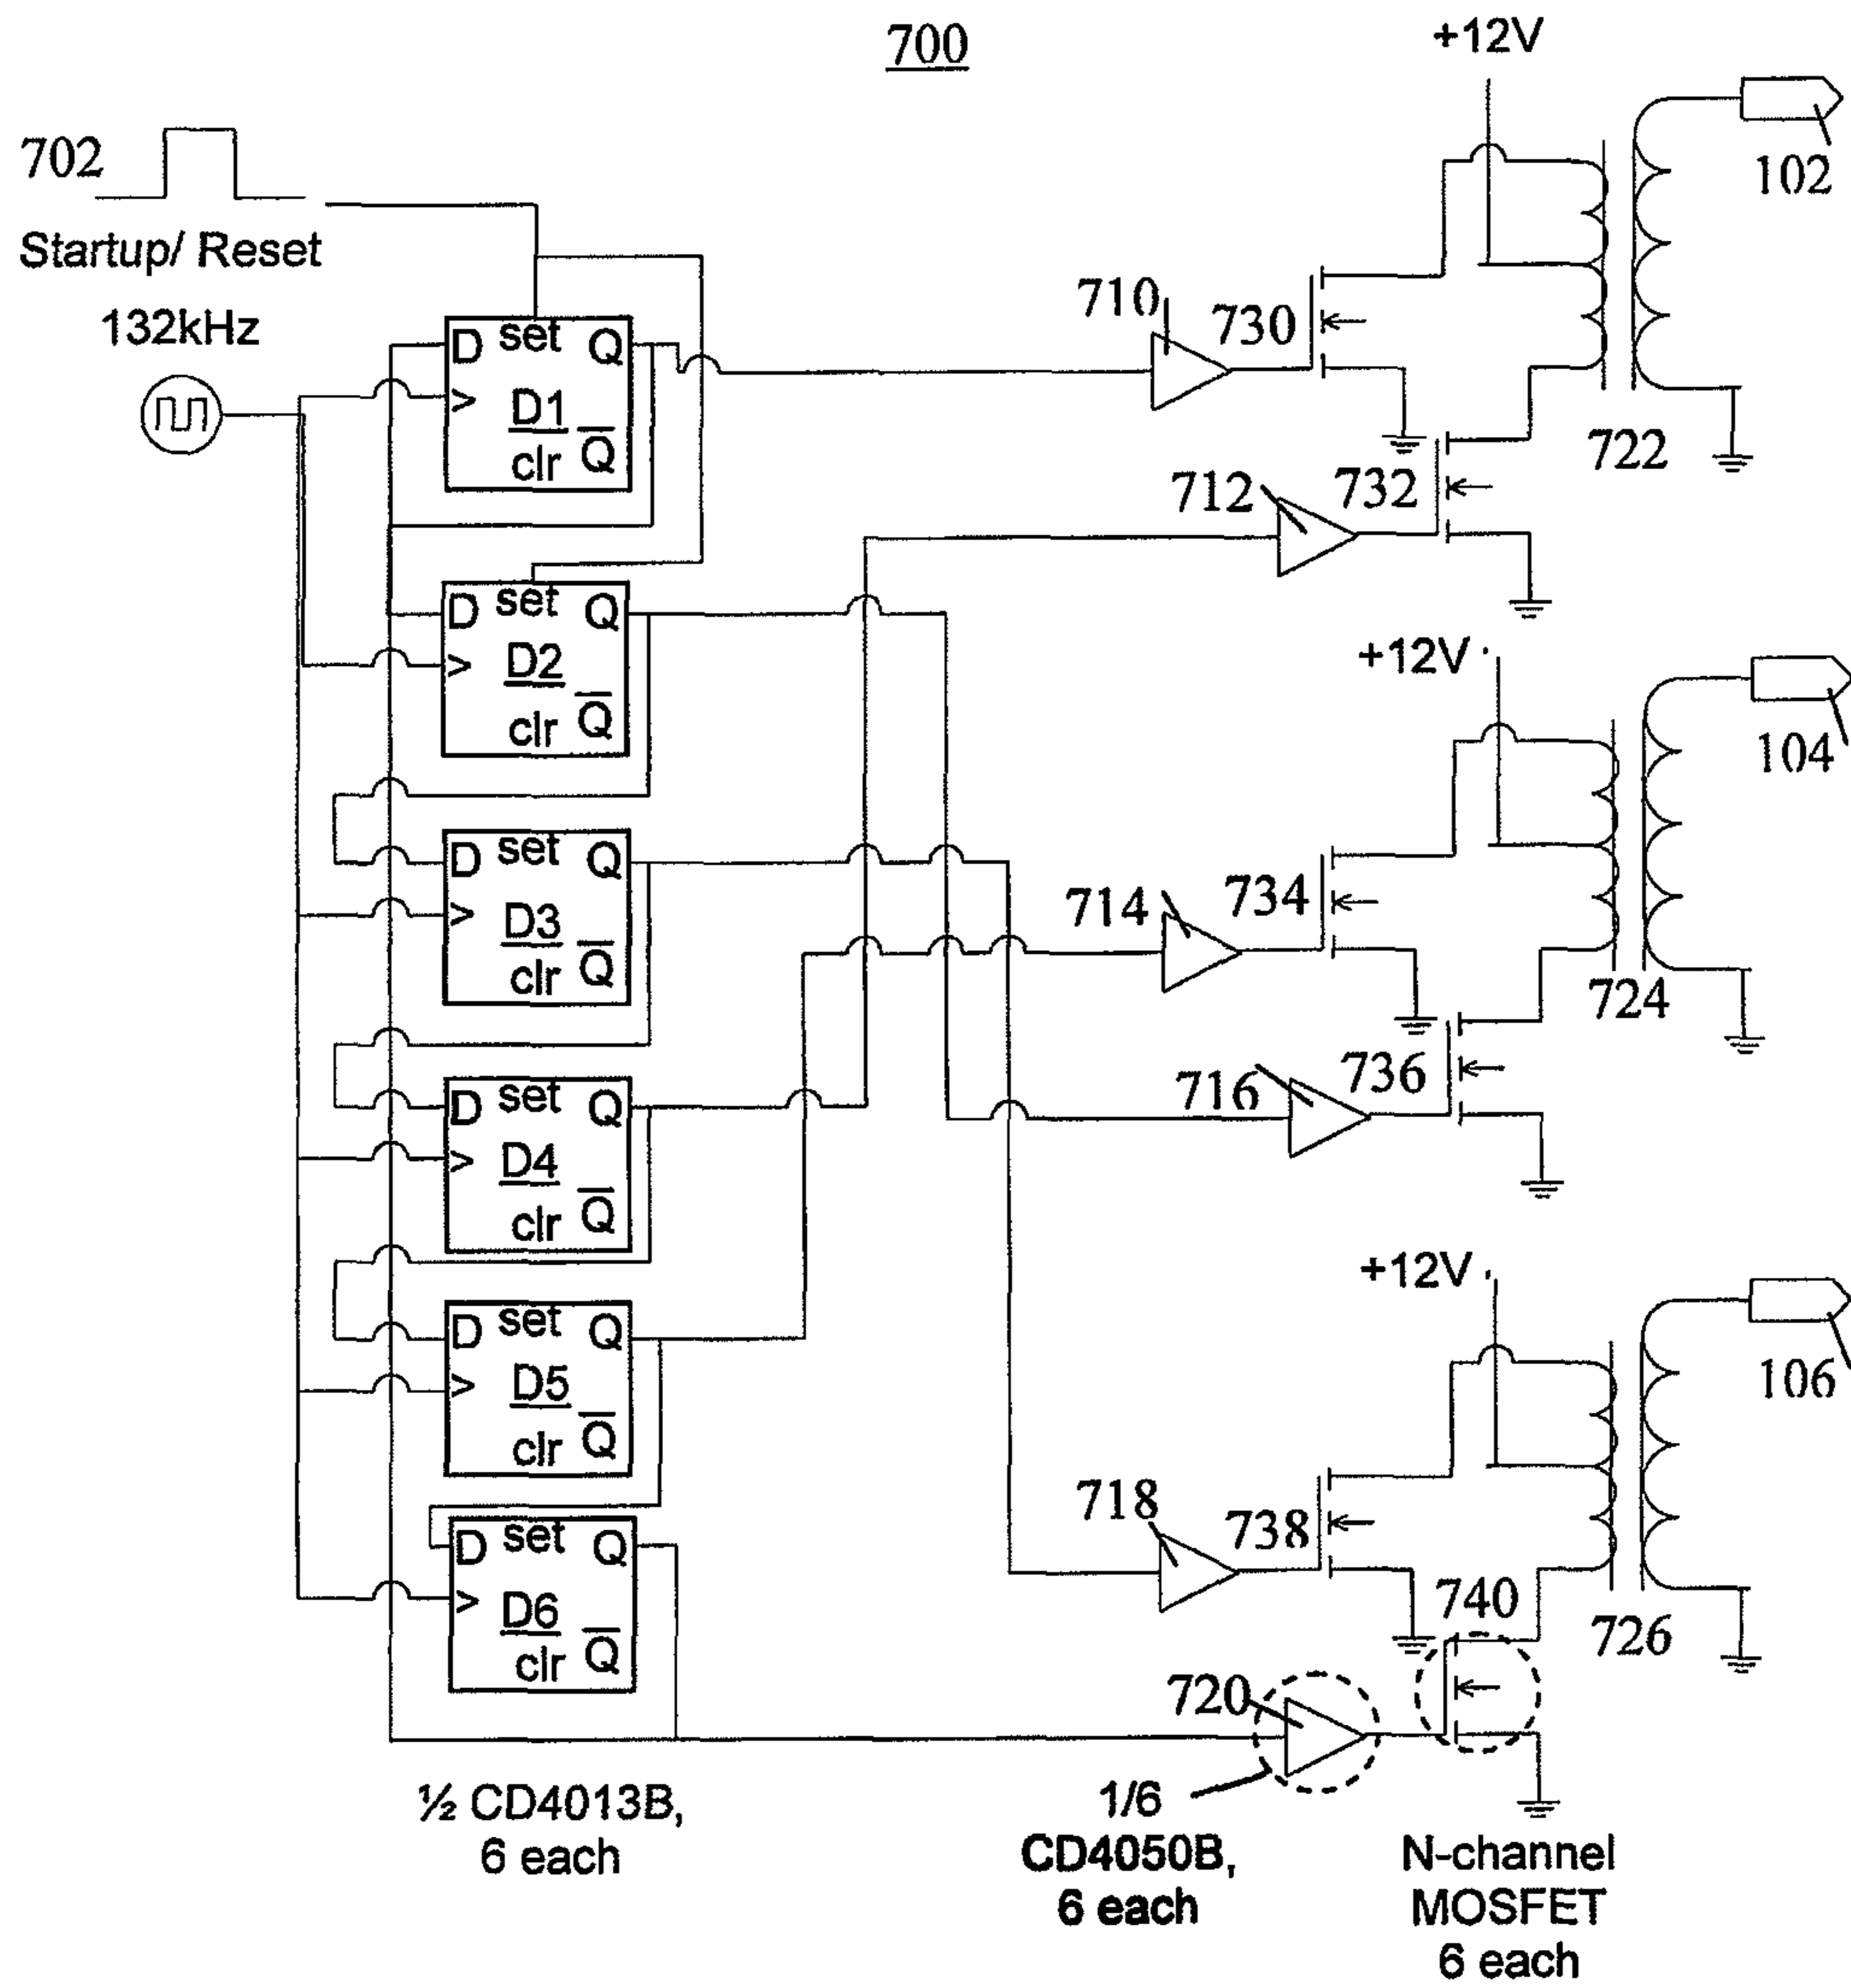 700
+12V
702
Startup/ Reset
132kHz
102
D set Q
>
D1
clr Q̅
710
730
722
712
732
D set Q
>
D2
clr Q̅
+12V
104
D set Q
>
D3
clr Q̅
714
734
724
716
736
D set Q
>
D4
clr Q̅
+12V
106
D set Q
>
D5
clr Q̅
718
738
740
726
D set Q
>
D6
clr Q̅
720
½ CD4013B,
6 each
1/6
CD4050B,
6 each
N-channel
MOSFET
6 each